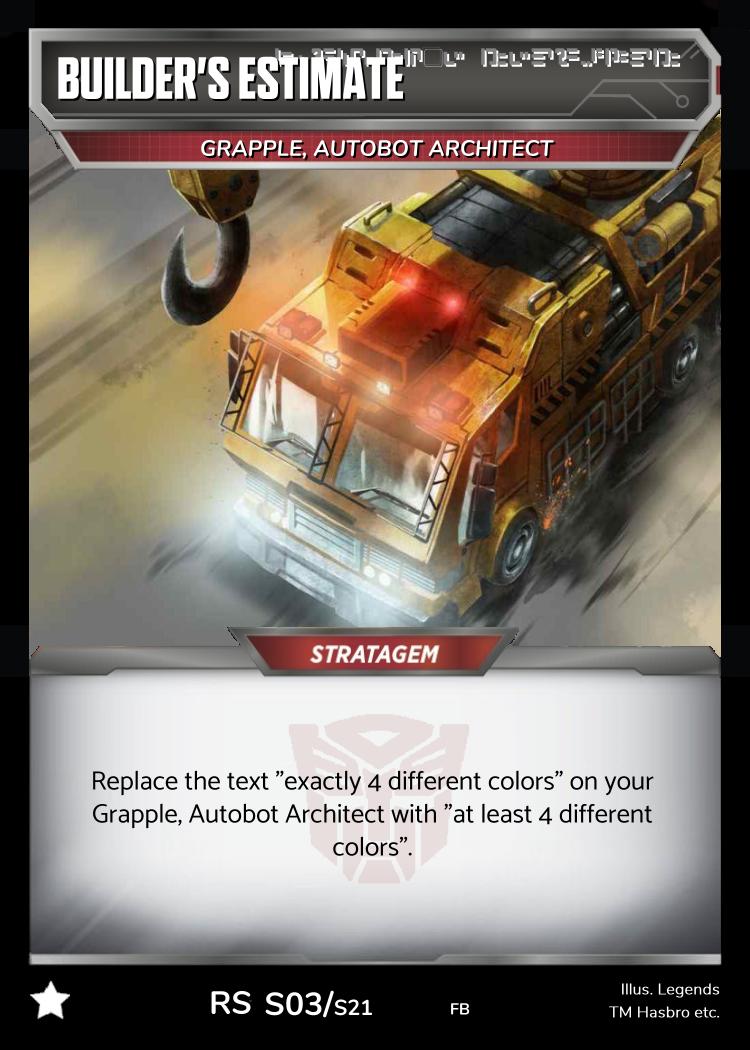 BUILDER'S ESTIMATE
GRAPPLE, AUTOBOT ARCHITECT
STRATAGEM
Replace the text "exactly 4 different colors" on your
Grapple, Autobot Architect with "at least 4 different
colors".
RS S03/S21
FB
Illus. Legends
TM Hasbro etc.